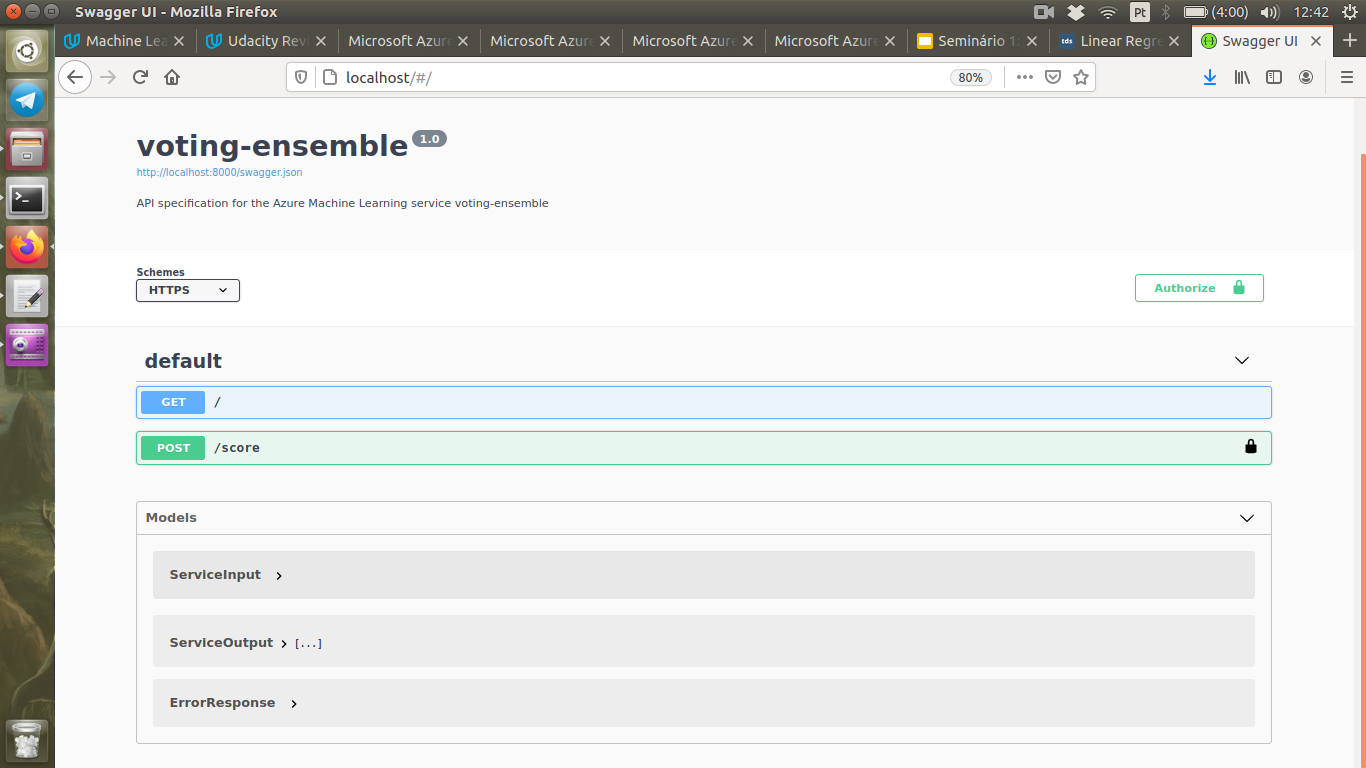 Swagger UI - Mozilla Firefox
Pt
(4:00)
12:42
Machine Lea
Udacity Revi
Microsoft Azure
Microsoft Azure
Microsoft Azure
Microsoft Azure
Seminário 1:
tds
Linear Regre
Swagger UI
localhost/#/
80%
voting-ensemble
1.0
http://localhost:8000/swagger.json
API specification for the Azure Machine Learning service voting-ensemble
Schemes
HTTPS
Authorize
default
GET /
POST /score
Models
ServiceInput
ServiceOutput [...]
ErrorResponse